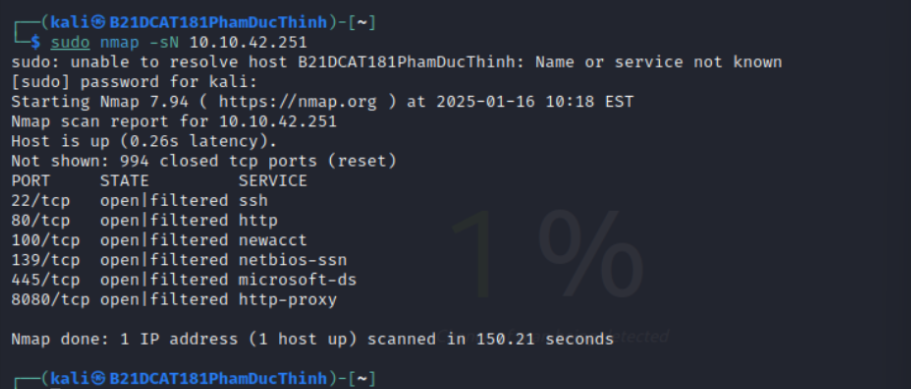 ┌──(kali㉿B21DCAT181PhamDucThinh)-[~]
└─$ sudo nmap -sN 10.10.42.251
sudo: unable to resolve host B21DCAT181PhamDucThinh: Name or service not known
[sudo] password for kali:
Starting Nmap 7.94 ( https://nmap.org ) at 2025-01-16 10:18 EST
Nmap scan report for 10.10.42.251
Host is up (0.26s latency).
Not shown: 994 closed tcp ports (reset)
PORT     STATE         SERVICE
22/tcp   open|filtered ssh
80/tcp   open|filtered http
100/tcp  open|filtered newacct
139/tcp  open|filtered netbios-ssn
445/tcp  open|filtered microsoft-ds
8080/tcp open|filtered http-proxy
1%
Nmap done: 1 IP address (1 host up) scanned in 150.21 seconds
┌──(kali㉿B21DCAT181PhamDucThinh)-[~]